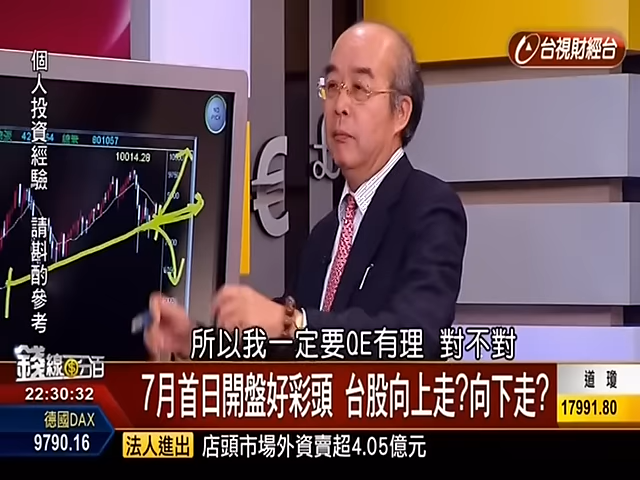 台視財經台
個人投資經驗 請斟酌參考
801057
10014.28
所以我一定要QE有理 對不對
錢線百分百
22:30:32
7月首日開盤好彩頭 台股向上走?向下走?
道 瓊
17991.80
德國DAX
9790.16
法人進出
店頭市場外資賣超4.05億元